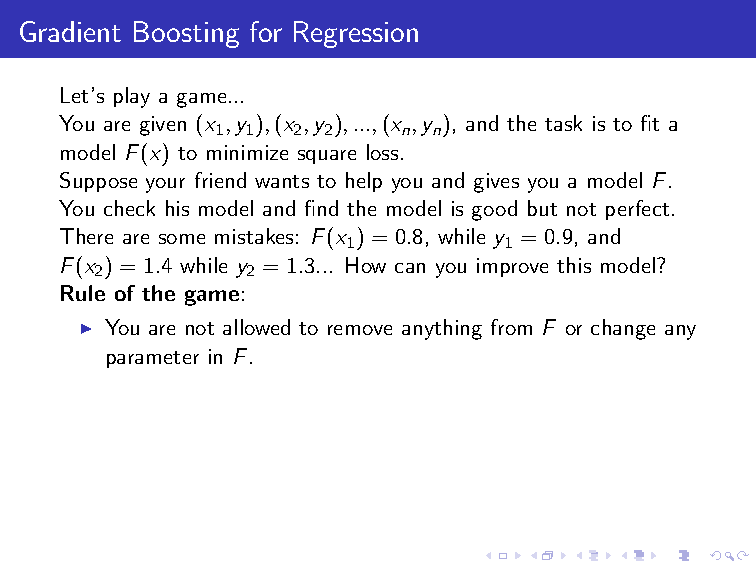 Gradient Boosting for Regression
Let's play a game...
You are given (x₁, y₁), (x₂, y₂), ..., (xₙ, yₙ), and the task is to fit a
model F(x) to minimize square loss.
Suppose your friend wants to help you and gives you a model F.
You check his model and find the model is good but not perfect.
There are some mistakes: F(x₁) = 0.8, while y₁ = 0.9, and
F(x₂) = 1.4 while y₂ = 1.3... How can you improve this model?
Rule of the game:
▶ You are not allowed to remove anything from F or change any
parameter in F.